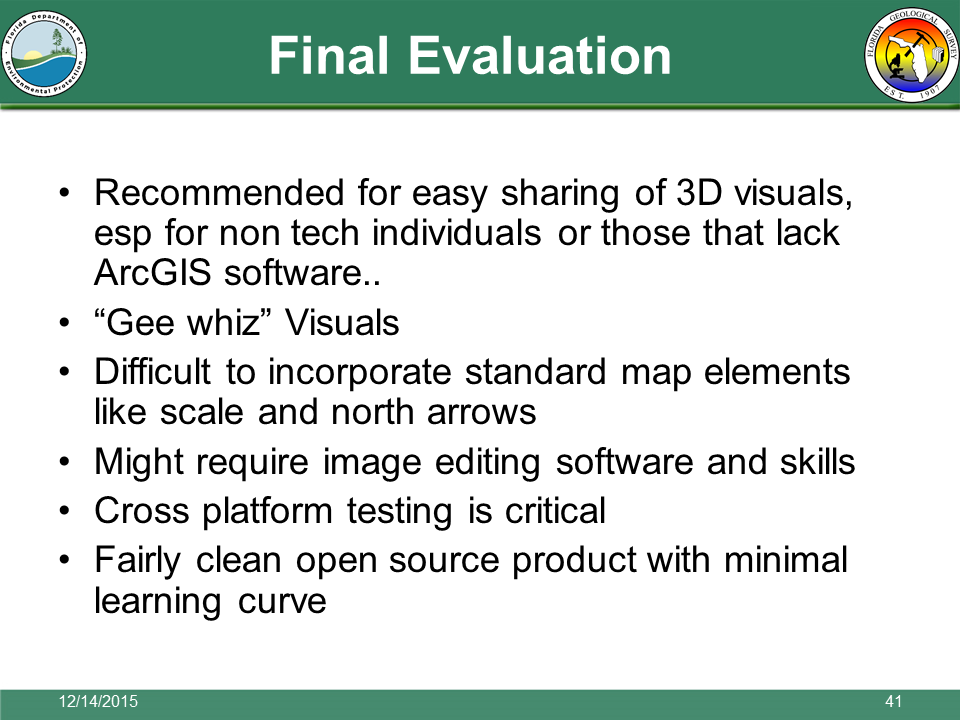 Florida Department of
Environmental Protection
Final Evaluation
FLORIDA GEOLOGICAL SURVEY
EST. 1907
• Recommended for easy sharing of 3D visuals,
esp for non tech individuals or those that lack
ArcGIS software..
• “Gee whiz” Visuals
• Difficult to incorporate standard map elements
like scale and north arrows
• Might require image editing software and skills
• Cross platform testing is critical
• Fairly clean open source product with minimal
learning curve
12/14/2015
41